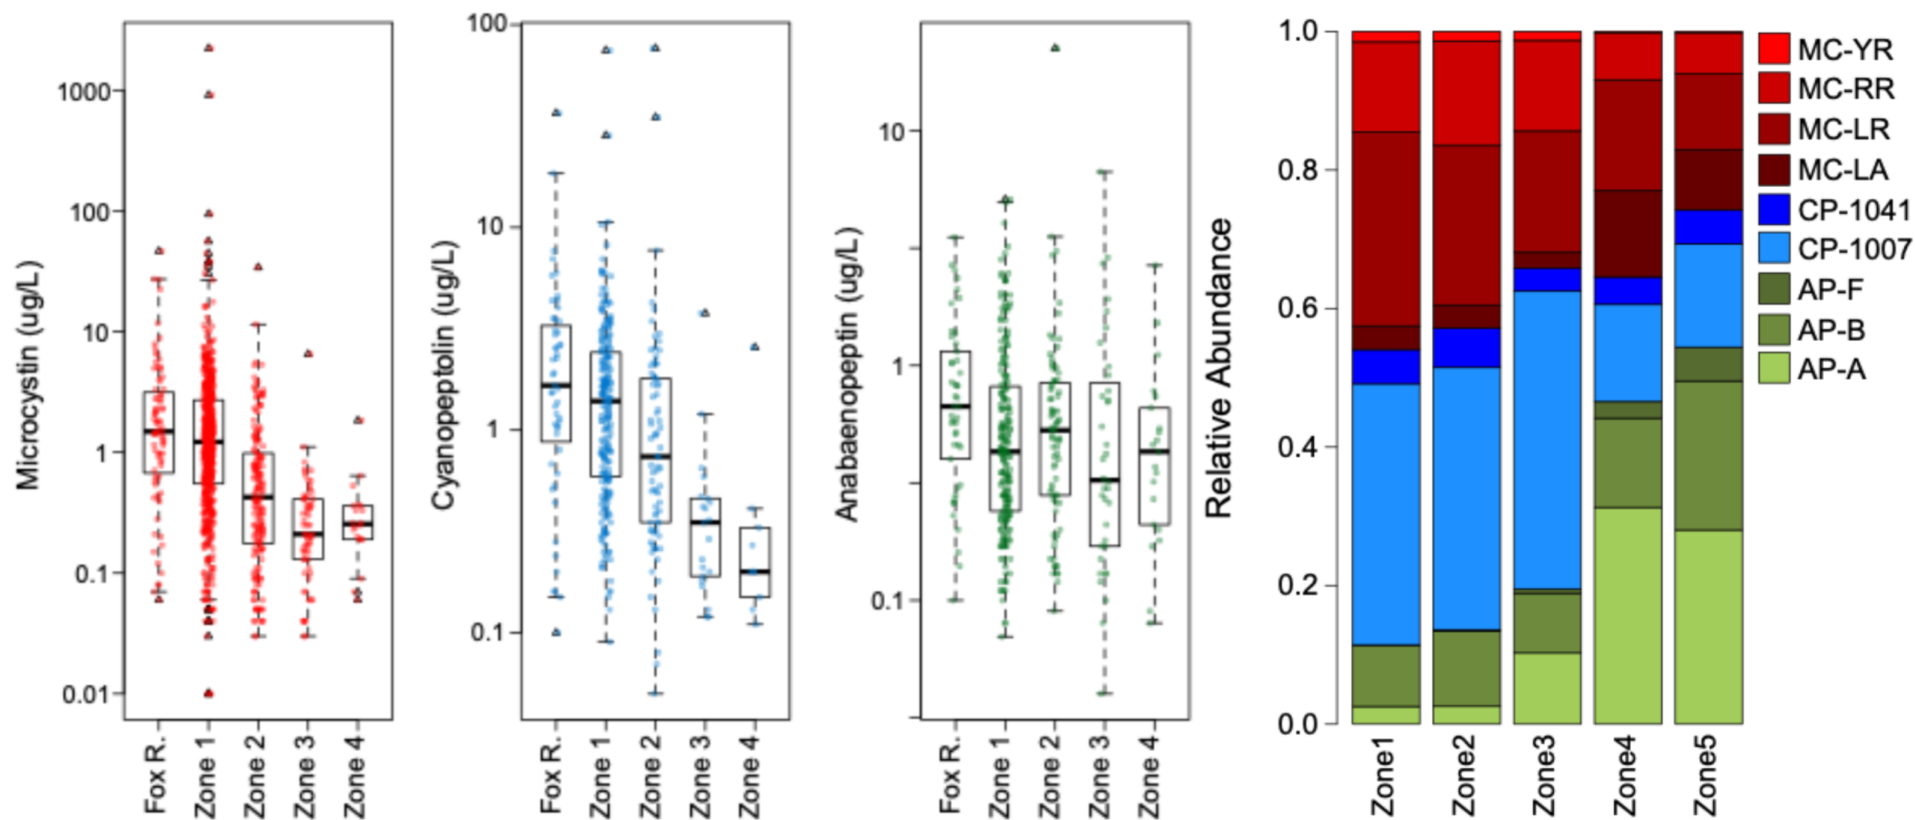 Microcystin (ug/L)
1000
100
10
1
0.1
0.01
Fox R.
Zone 1
Zone 2
Zone 3
Zone 4
Cyanopeptolin (ug/L)
100
10
1
0.1
Fox R.
Zone 1
Zone 2
Zone 3
Zone 4
Anabaenopeptin (ug/L)
10
1
0.1
Fox R.
Zone 1
Zone 2
Zone 3
Zone 4
Relative Abundance
1.0
0.8
0.6
0.4
0.2
0.0
Zone1
Zone2
Zone3
Zone4
Zone5
MC-YR
MC-RR
MC-LR
MC-LA
CP-1041
CP-1007
AP-F
AP-B
AP-A